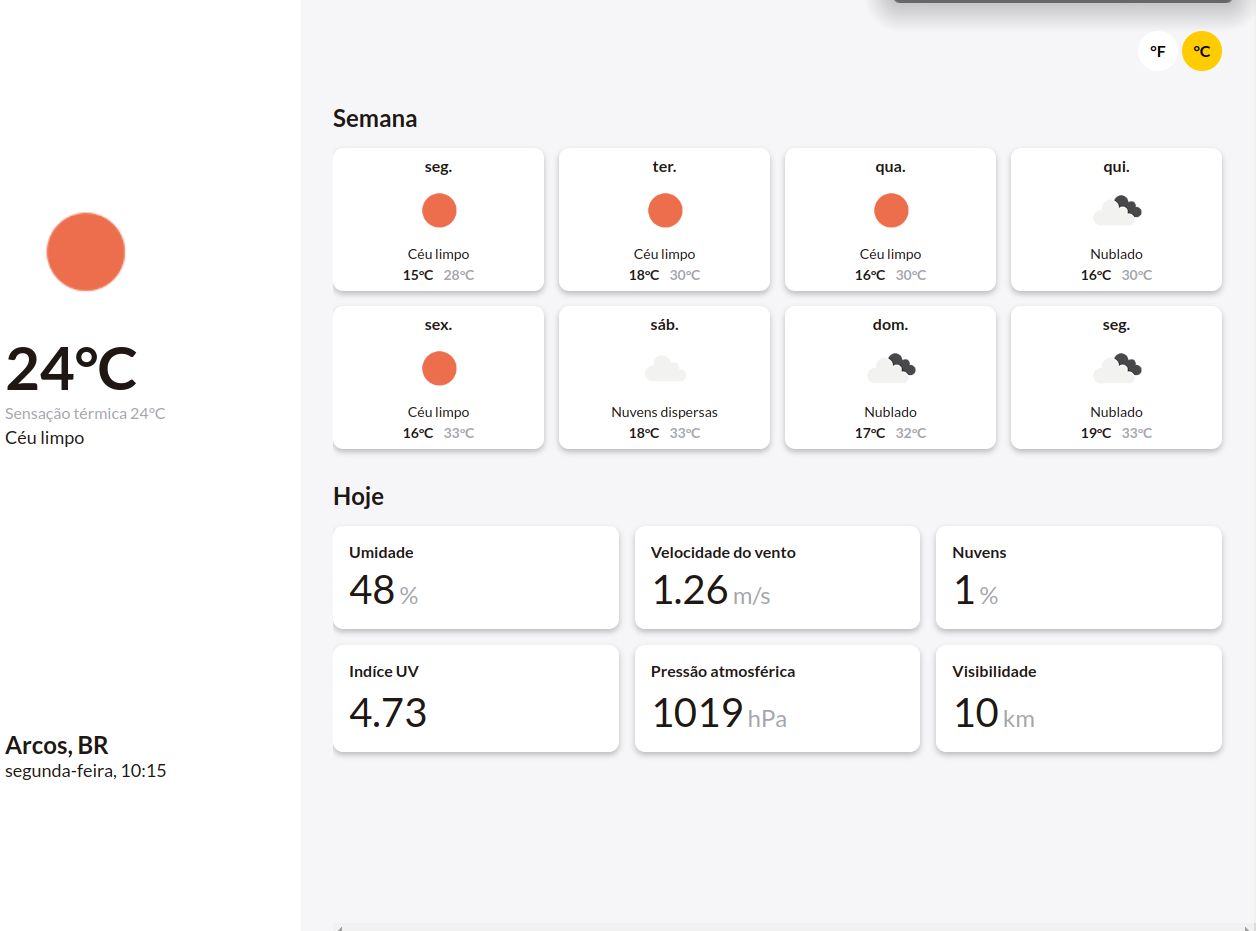 °F °C
Semana
seg. ter. qua. qui.
Céu limpo Céu limpo Céu limpo Nublado
15°C 28°C 18°C 30°C 16°C 30°C 16°C 30°C
sex. sáb. dom. seg.
Céu limpo Nuvens dispersas Nublado Nublado
16°C 33°C 18°C 33°C 17°C 32°C 19°C 33°C
24°C
Sensação térmica 24°C
Céu limpo
Hoje
Umidade Velocidade do vento Nuvens
48 % 1.26 m/s 1 %
Indíce UV Pressão atmosférica Visibilidade
4.73 1019 hPa 10 km
Arcos, BR
segunda-feira, 10:15